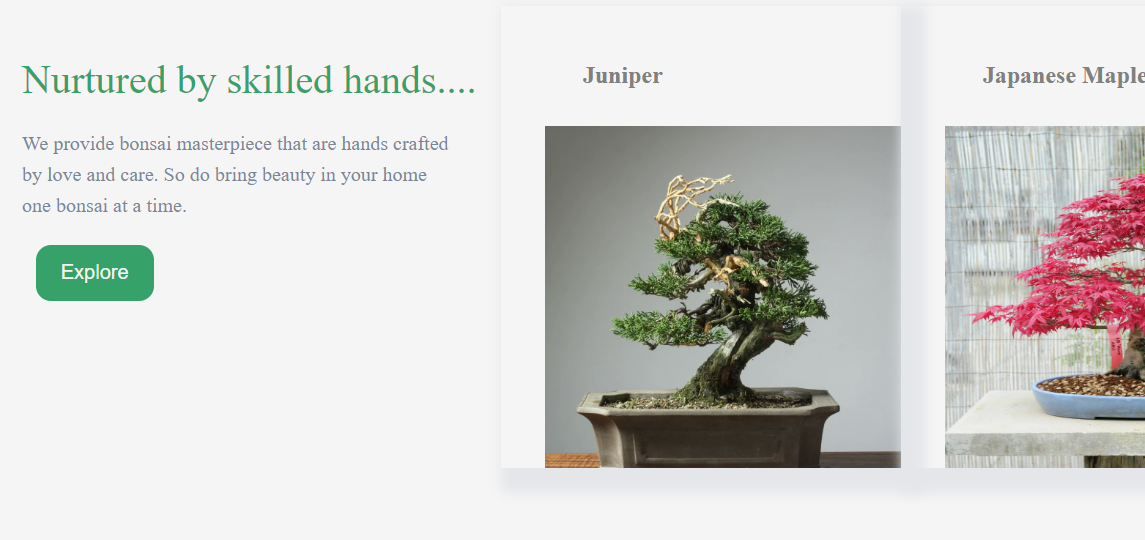 Nurtured by skilled hands....
We provide bonsai masterpiece that are hands crafted
by love and care. So do bring beauty in your home
one bonsai at a time.
Explore
Juniper
Japanese Maple